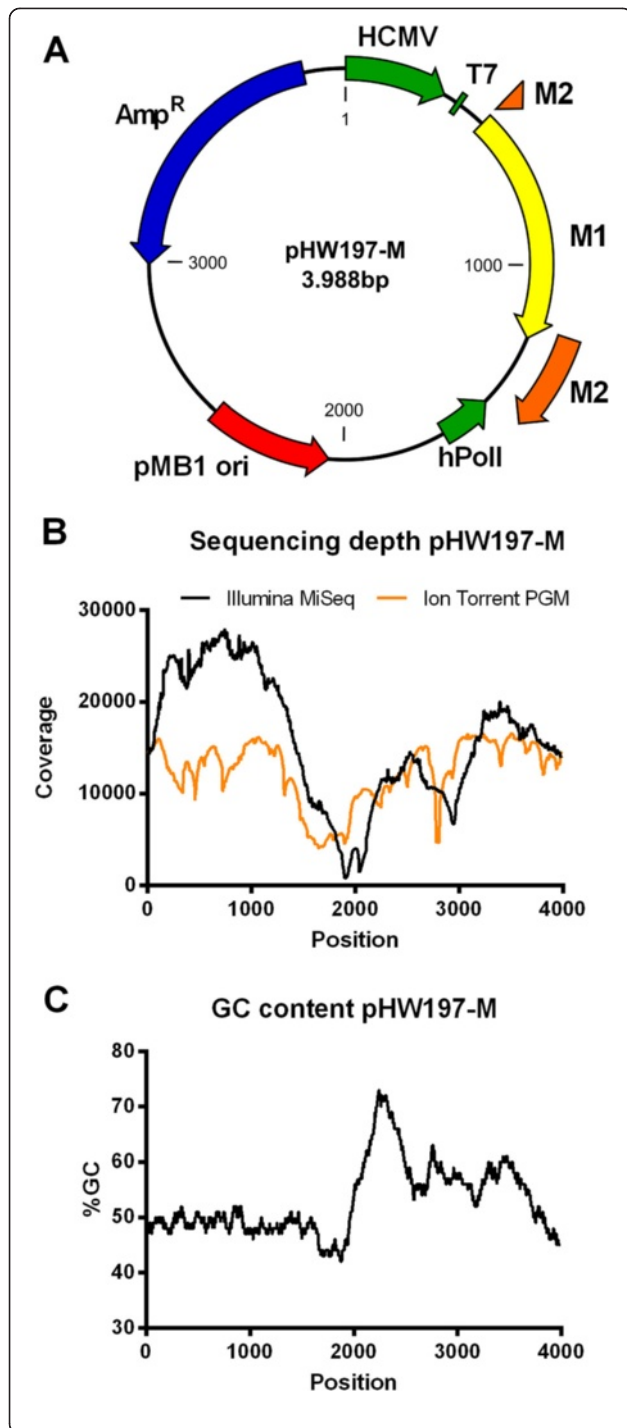 A
HCMV
T7
M2
Amp^R
1
pHW197-M
3.988bp
3000
1000
M1
M2
2000
hPolI
pMB1 ori
B
Sequencing depth pHW197-M
Illumina MiSeq
Ion Torrent PGM
30000
20000
10000
0
Coverage
0
1000
2000
3000
4000
Position
C
GC content pHW197-M
80
70
60
50
40
30
%GC
0
1000
2000
3000
4000
Position